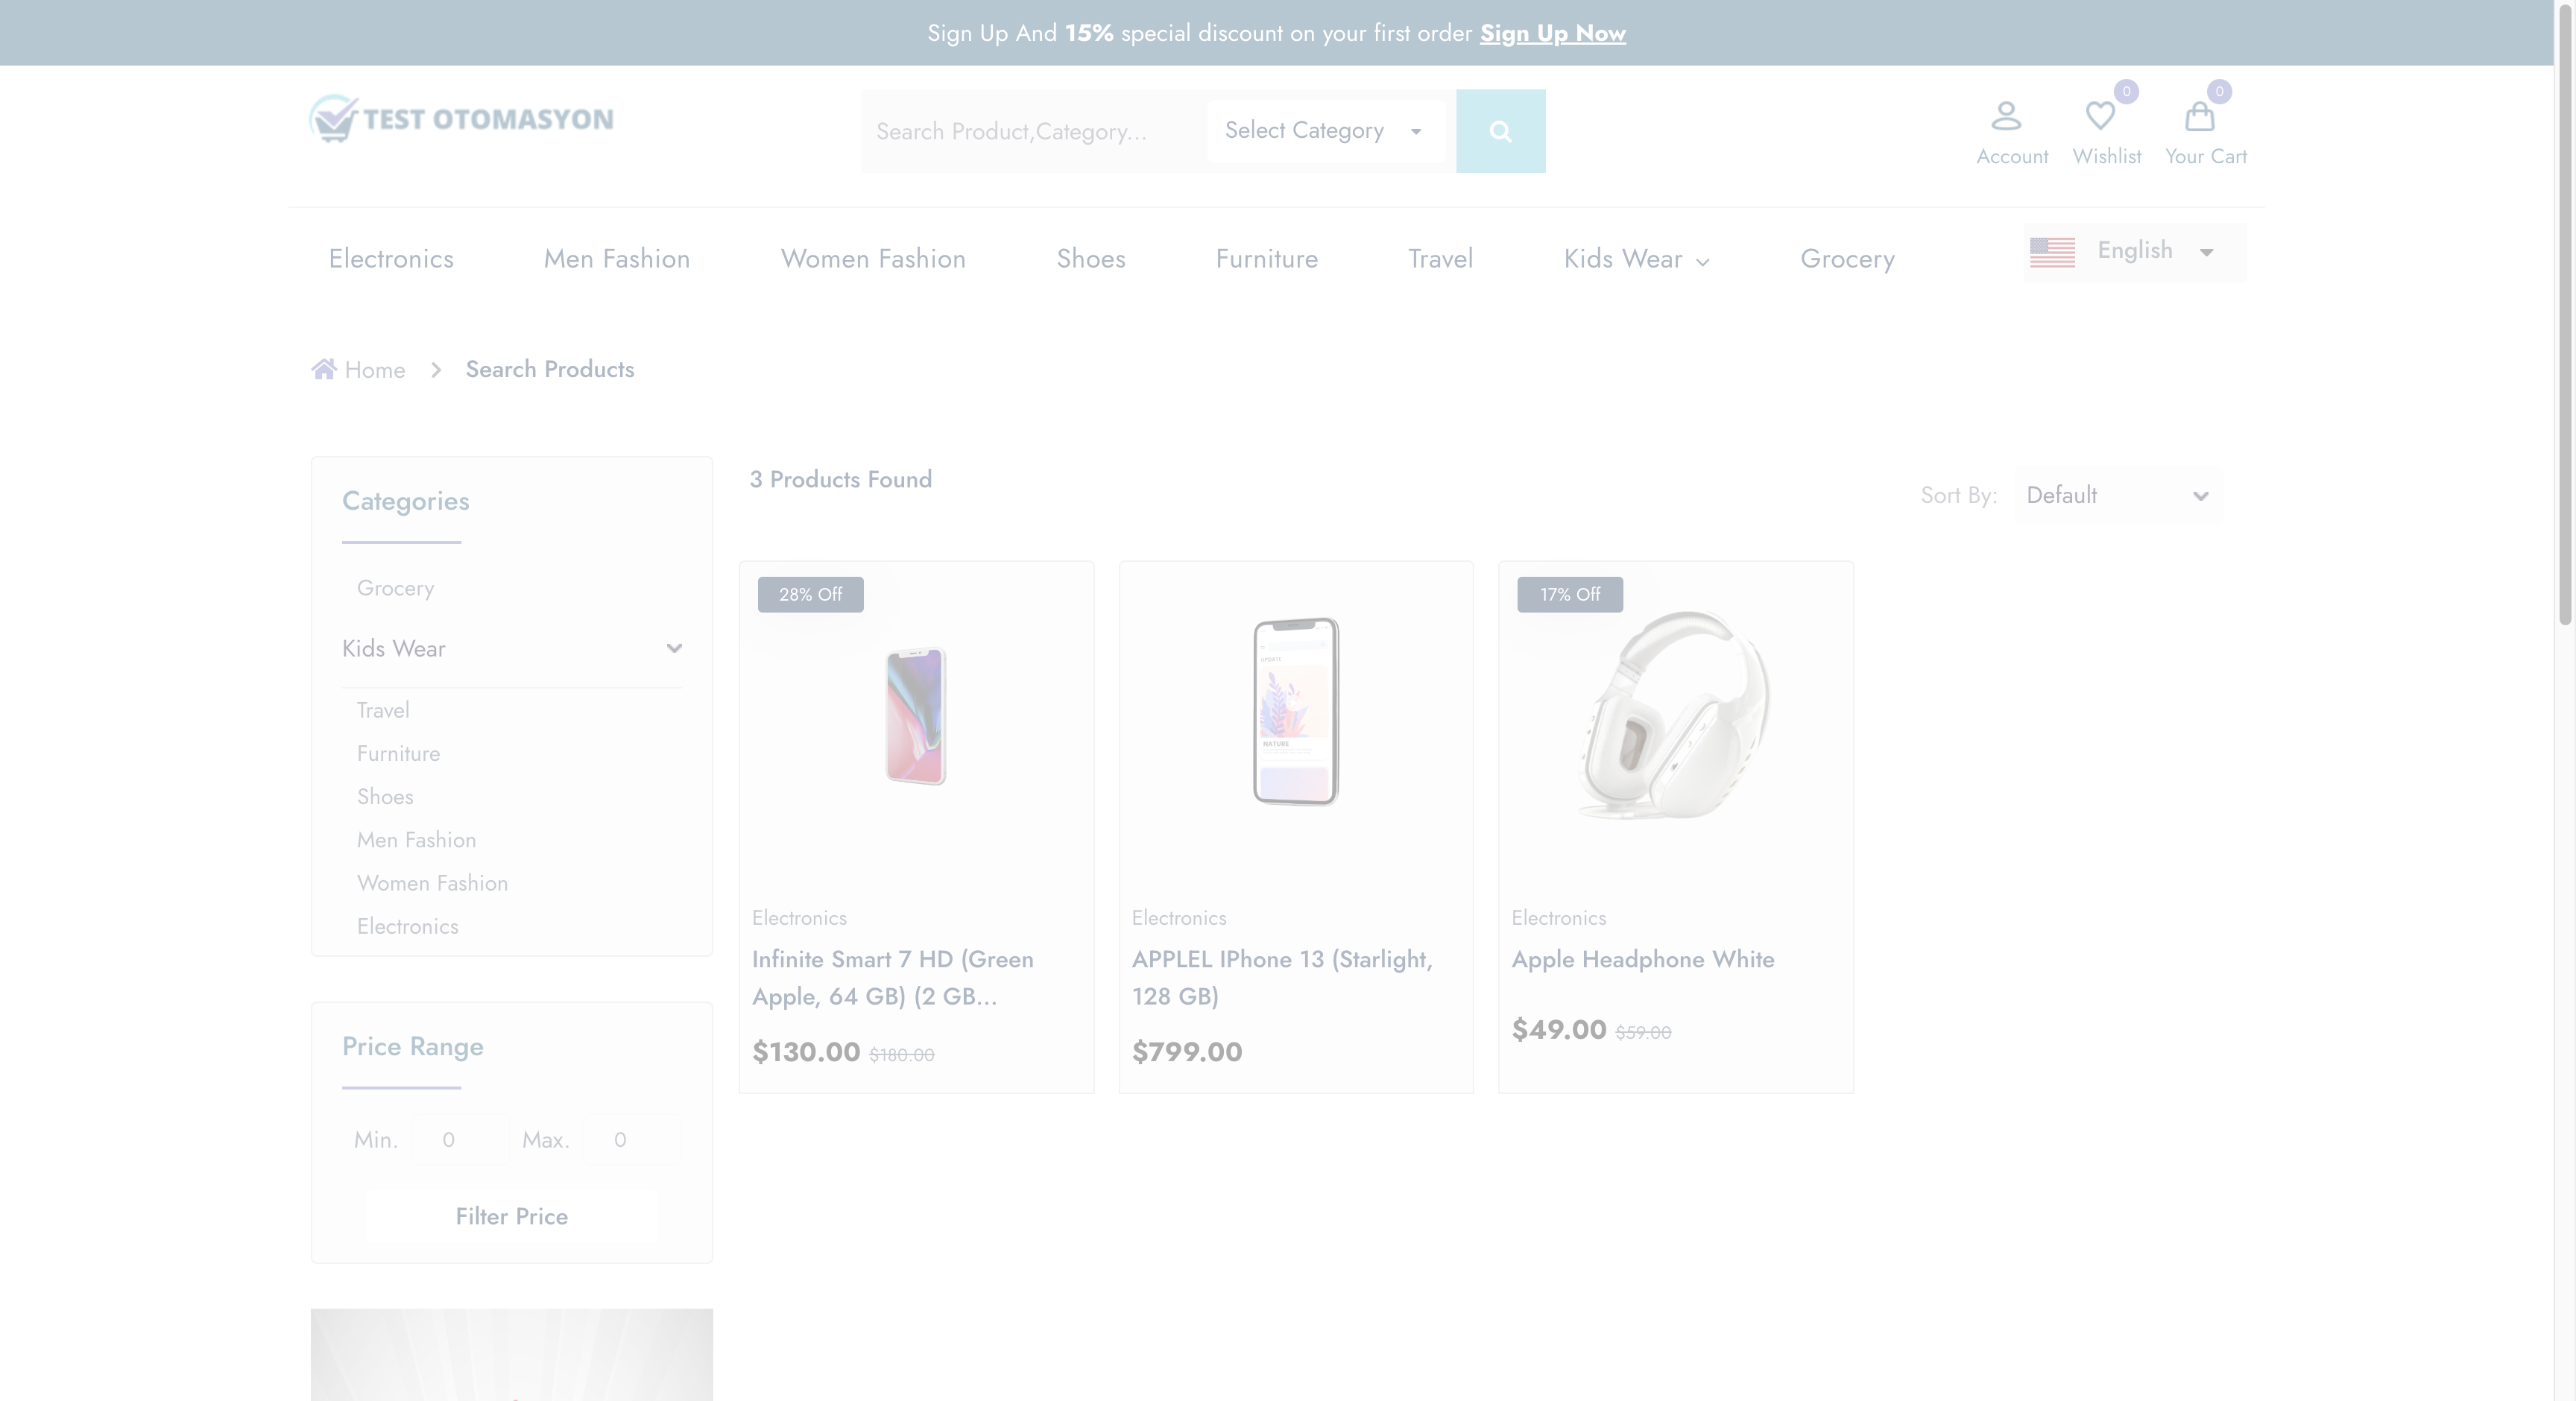 Sign Up And 15% special discount on your first order Sign Up Now
TEST OTOMASYON
Search Product,Category...
Select Category
0
0
Account
Wishlist
Your Cart
Electronics
Men Fashion
Women Fashion
Shoes
Furniture
Travel
Kids Wear
Grocery
English
Home
Search Products
Categories
Grocery
Kids Wear
Travel
Furniture
Shoes
Men Fashion
Women Fashion
Electronics
Price Range
Min. 0 Max. 0
Filter Price
3 Products Found
Sort By: Default
28% Off
Electronics
Infinite Smart 7 HD (Green
Apple, 64 GB) (2 GB...
$130.00 $180.00
UPDATE
NATURE
Electronics
APPLEL IPhone 13 (Starlight,
128 GB)
$799.00
17% Off
Electronics
Apple Headphone White
$49.00 $59.00